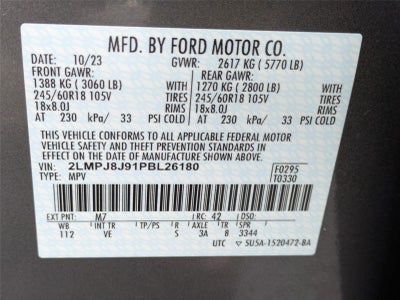 MFD. BY FORD MOTOR CO.
DATE: 10/23 GVWR: 2617 KG ( 5770 LB)
FRONT GAWR: REAR GAWR:
1388 KG ( 3060 LB) WITH 1270 KG ( 2800 LB) WITH
245/60R18 105V TIRES 245/60R18 105V TIRES
18x8.0J RIMS 18x8.0J RIMS
AT 230 kPa/ 33 PSI COLD AT 230 kPa/ 33 PSI COLD
THIS VEHICLE CONFORMS TO ALL APPLICABLE FEDERAL MOTOR
VEHICLE SAFETY AND THEFT PREVENTION STANDARDS IN EFFECT
ON THE DATE OF MANUFACTURE SHOWN ABOVE.
VIN: 2LMPJ8J91PBL26180 F0295
TYPE: MPV T0330
EXT PNT: M7 RC: 42 DSO:
WB INT TR TP/PS R AX TR SPR
112 VE S 3A 8 3344
UTC 5U5A-1520472-BA